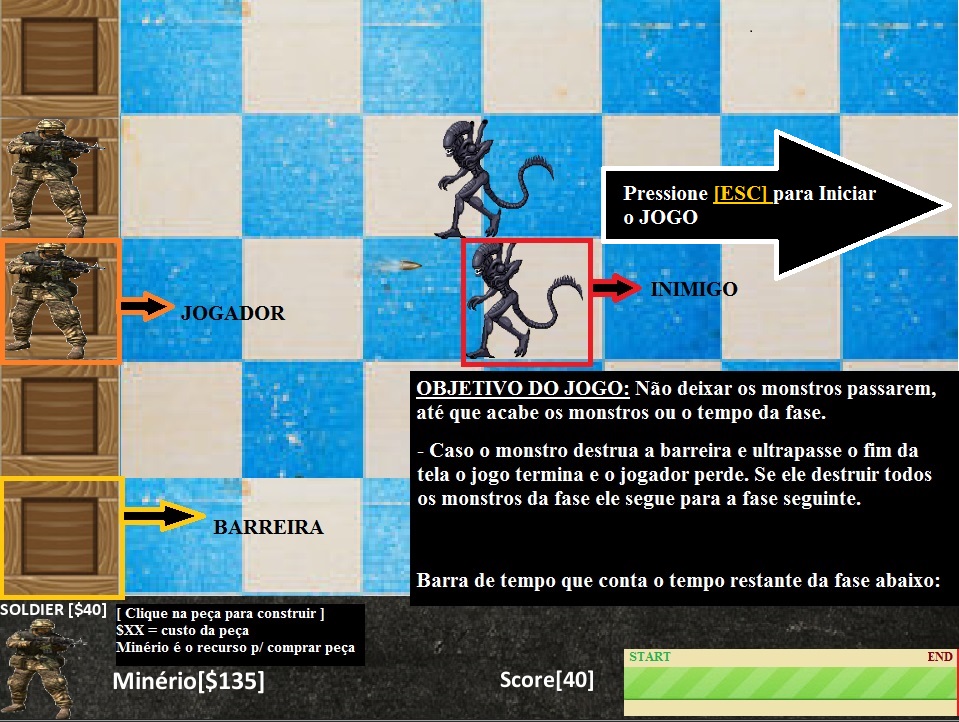 Pressione [ESC] para Iniciar
o JOGO
INIMIGO
JOGADOR
OBJETIVO DO JOGO: Não deixar os monstros passarem,
até que acabe os monstros ou o tempo da fase.
- Caso o monstro destrua a barreira e ultrapasse o fim da
tela o jogo termina e o jogador perde. Se ele destruir todos
os monstros da fase ele segue para a fase seguinte.
BARREIRA
Barra de tempo que conta o tempo restante da fase abaixo:
SOLDIER [$40]
[ Clique na peça para construir ]
$XX = custo da peça
Minério é o recurso p/ comprar peça
Minério[$135]
Score[40]
START
END